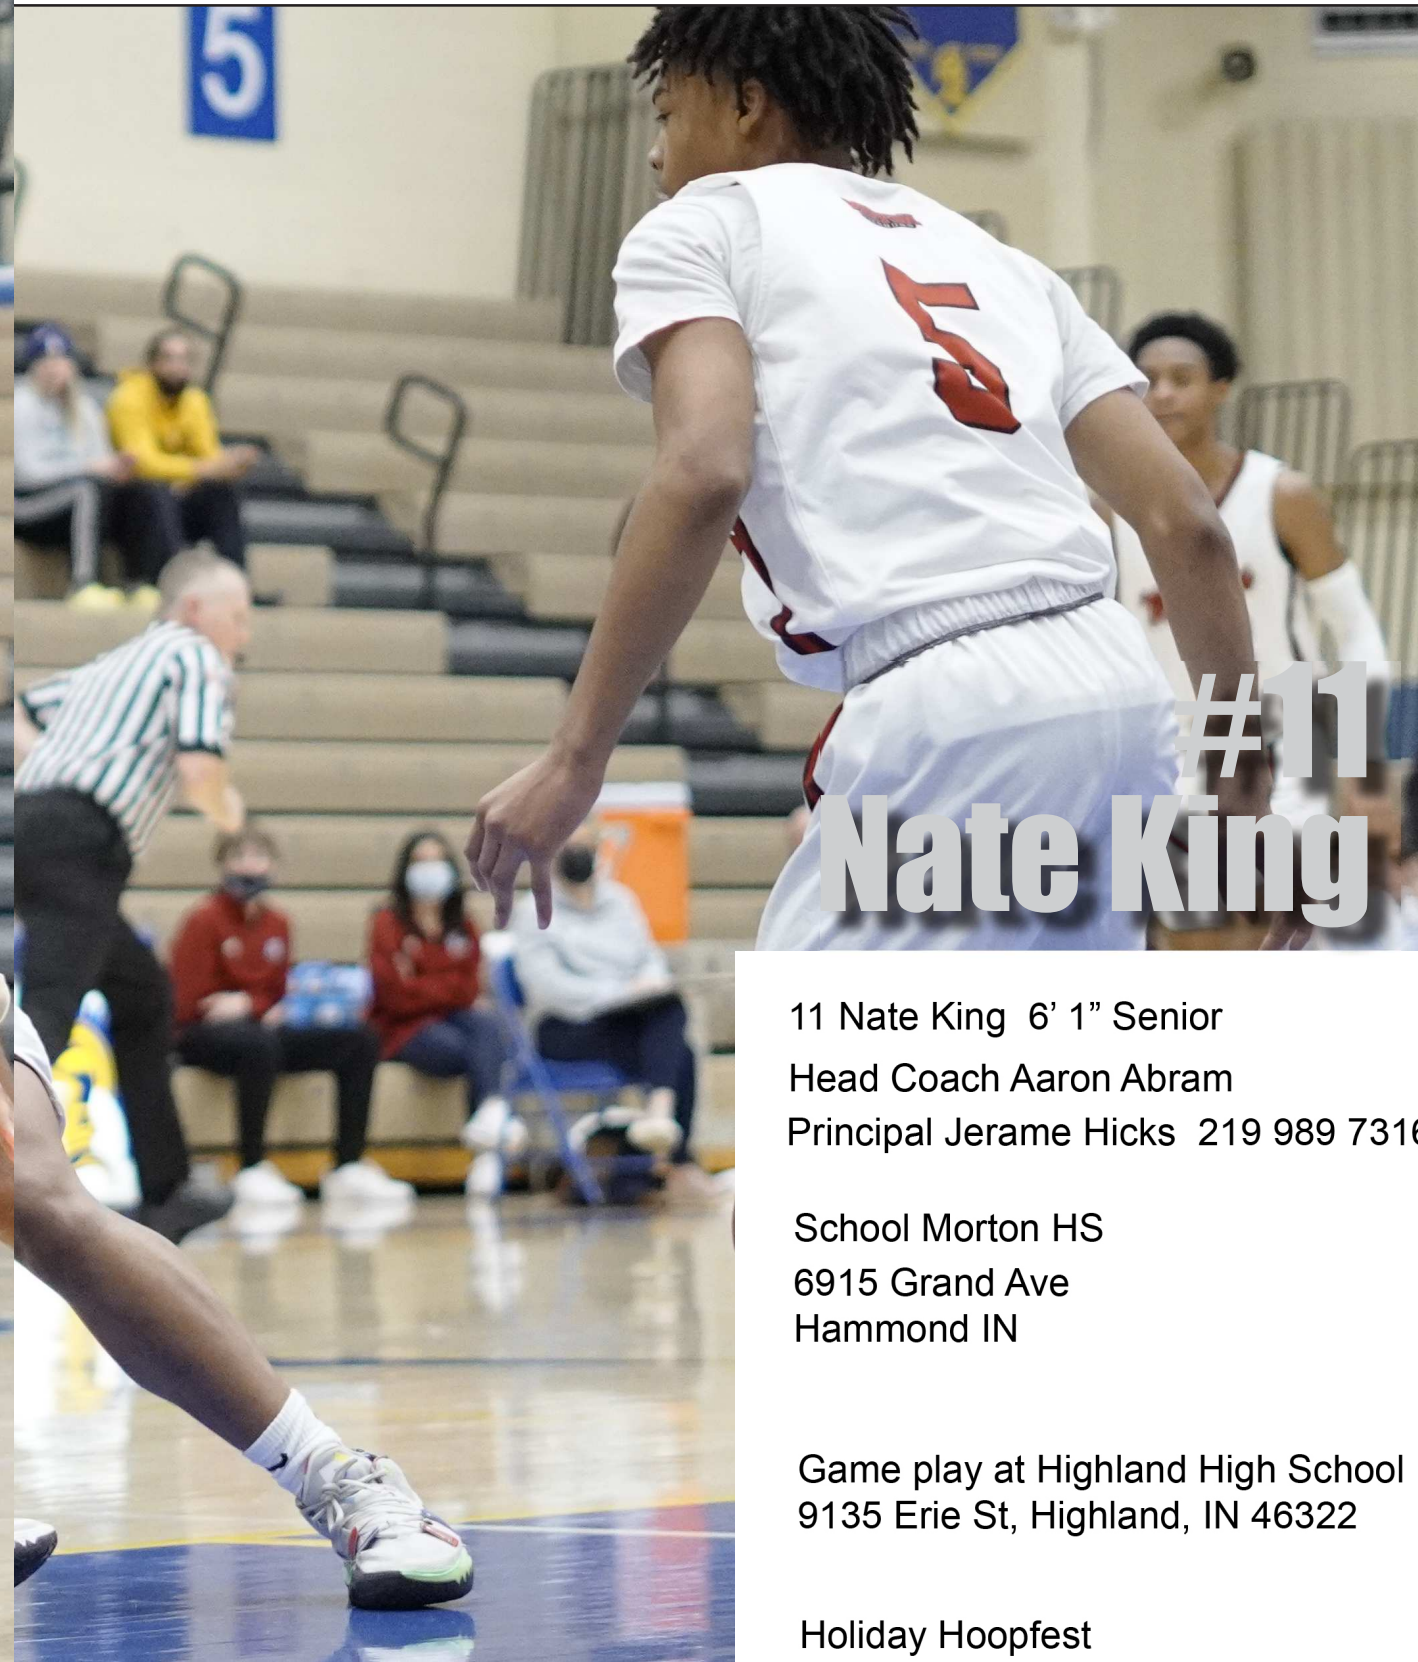 5
5
#11
Nate King
11 Nate King  6’ 1” Senior
Head Coach Aaron Abram
Principal Jerame Hicks  219 989 7316
School Morton HS
6915 Grand Ave
Hammond IN
Game play at Highland High School
9135 Erie St, Highland, IN 46322
Holiday Hoopfest